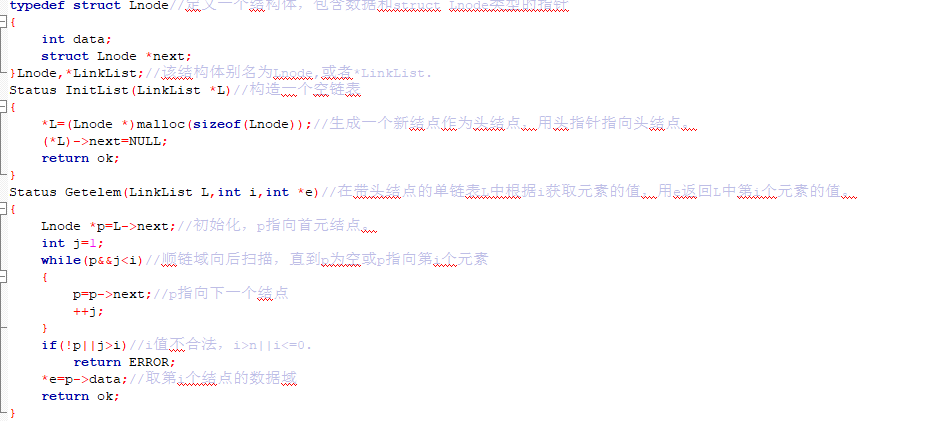 typedef struct Lnode//定义一个结构体，包含数据和struct Lnode类型的指针
{
int data;
struct Lnode *next;
}Lnode,*LinkList;//该结构体别名为Lnode,或者*LinkList.
Status InitList(LinkList *L)//构造一个空链表
{
*L=(Lnode *)malloc(sizeof(Lnode));//生成一个新结点作为头结点，用头指针指向头结点。
(*L)->next=NULL;
return ok;
}
Status Getelem(LinkList L,int i,int *e)//在带头结点的单链表L中根据i获取元素的值，用e返回L中第i个元素的值。
{
Lnode *p=L->next;//初始化，p指向首元结点。
int j=1;
while(p&&j<i)//顺链域向后扫描，直到p为空或p指向第i个元素
{
p=p->next;//p指向下一个结点
++j;
}
if(!p||j>i)//i值不合法，i>n||i<=0.
return ERROR;
*e=p->data;//取第i个结点的数据域
return ok;
}